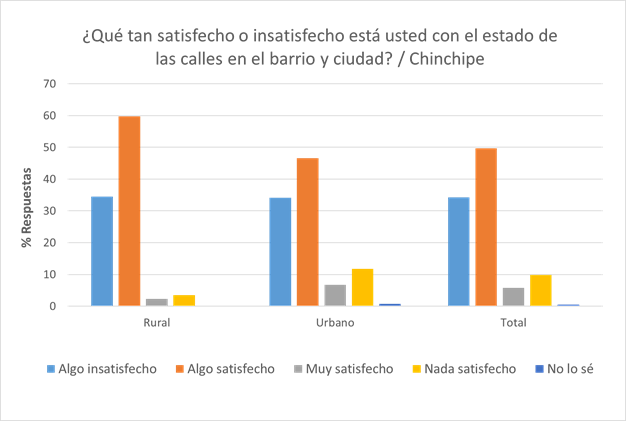 ¿Qué tan satisfecho o insatisfecho está usted con el estado de
las calles en el barrio y ciudad? / Chinchipe
% Respuestas
70
60
50
40
30
20
10
0
Rural
Urbano
Total
Algo insatisfecho
Algo satisfecho
Muy satisfecho
Nada satisfecho
No lo sé